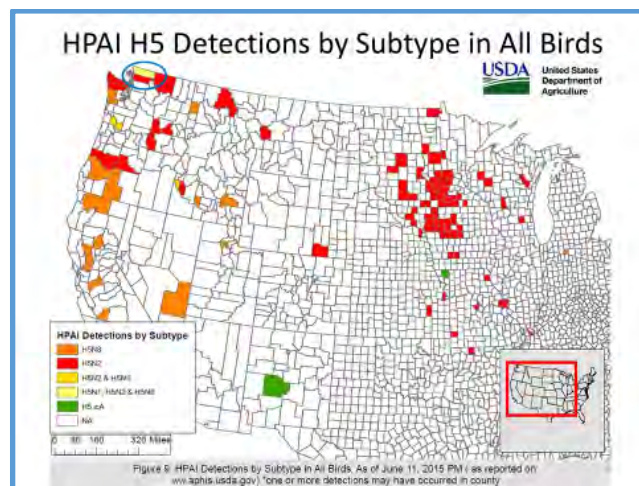 HPAI H5 Detections by Subtype in All Birds
USDA
United States
Department of
Agriculture
HPAI Detections by Subtype
H5N8
H5N2
H5N2 & H5N8
H5N1, H5N2 & H5N8
H5 eA
NA
0 80 160 320 Miles
Figure 9. HPAI Detections by Subtype in All Birds, As of June 11, 2015 PM ( as reported on
www.aphis.usda.gov) *one or more detections may have occurred in county